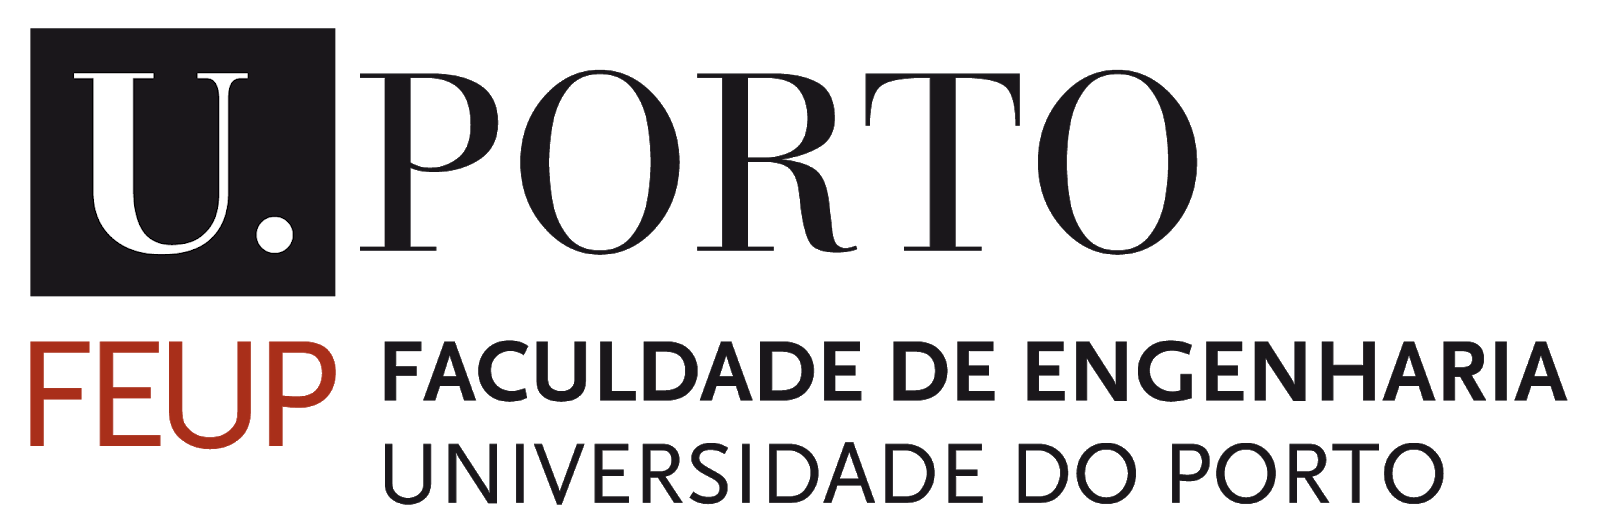 U. PORTO
FEUP FACULDADE DE ENGENHARIA
UNIVERSIDADE DO PORTO